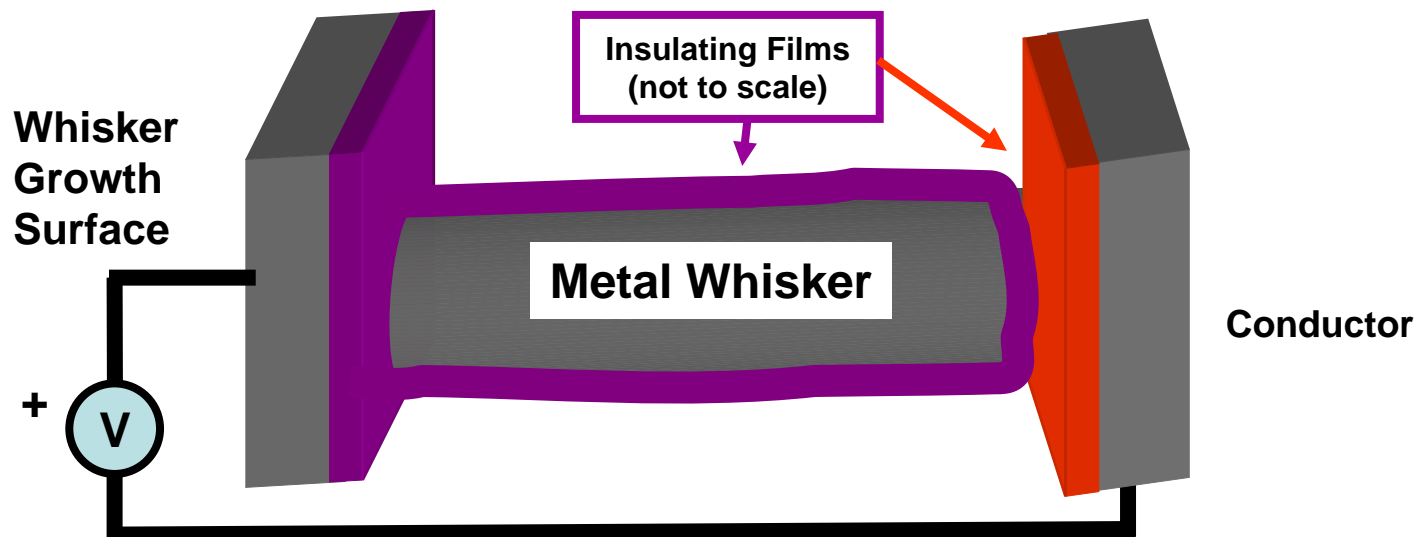 Insulating Films
(not to scale)
Whisker
Growth
Surface
Metal Whisker
Conductor
+
V